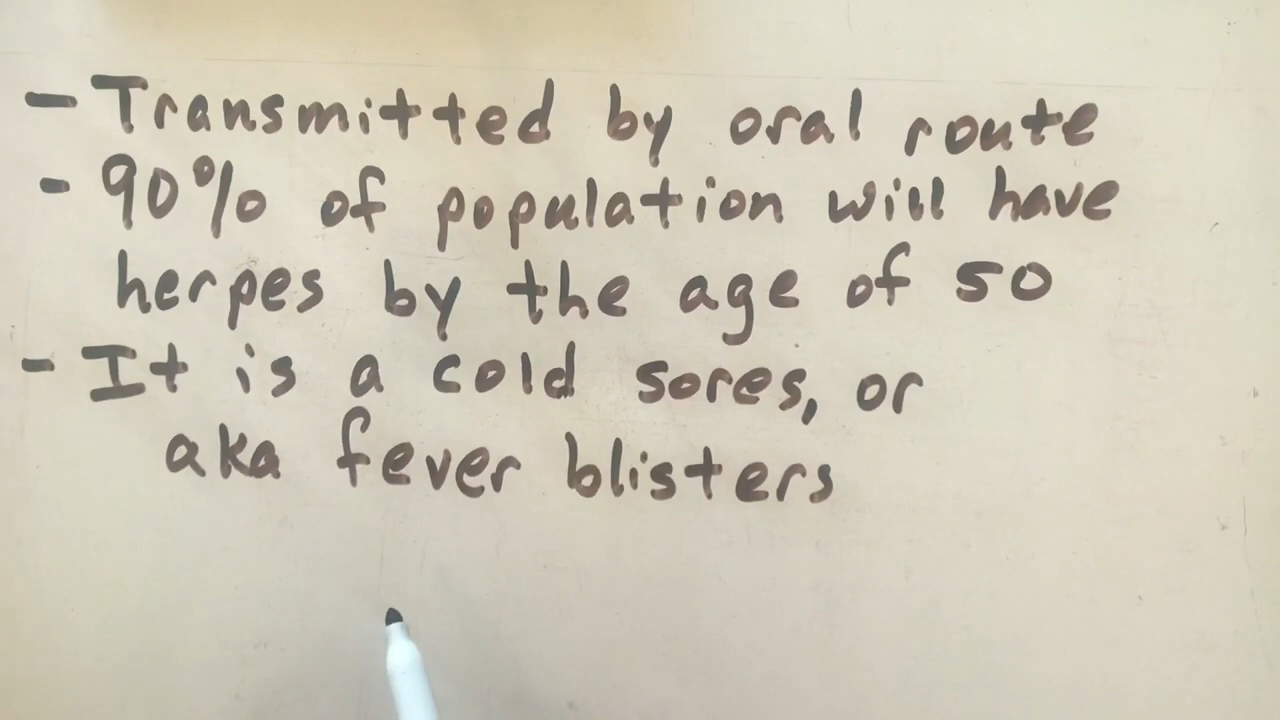 - Transmitted by oral route
- 90% of population will have
herpes by the age of 50
- It is a cold sores, or
aka fever blisters